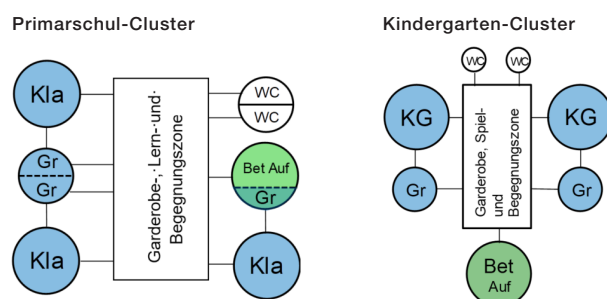 Primarschul-Cluster
Kla
Gr
Gr
Kla
Garderobe-,·Lern-·und·
Begegnungszone
WC
WC
Bet Auf
Gr
Kla
Kindergarten-Cluster
WC
WC
KG
Gr
Garderobe, Spiel-
und
Begegnungszone
KG
Gr
Bet
Auf